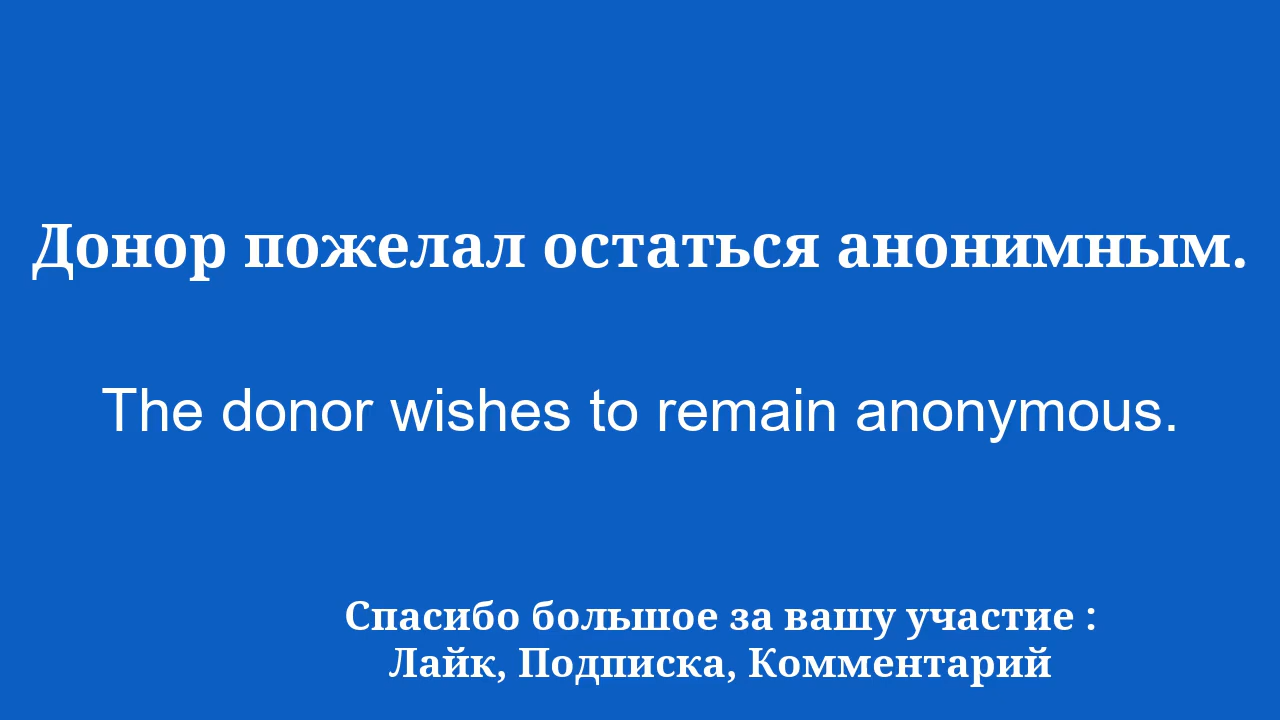 Донор пожелал остаться анонимным.
The donor wishes to remain anonymous.
Спасибо большое за вашу участие :
Лайк, Подписка, Комментарий